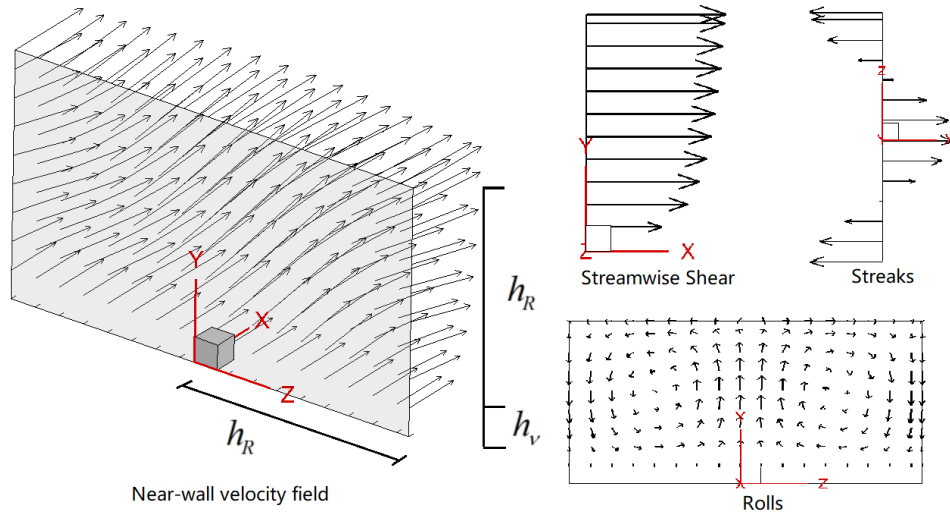 Y
X
Z
h_R
h_R
h_ν
Near-wall velocity field
Y
Z
X
Streamwise Shear
Z
X
Streaks
Y
X
Z
Rolls